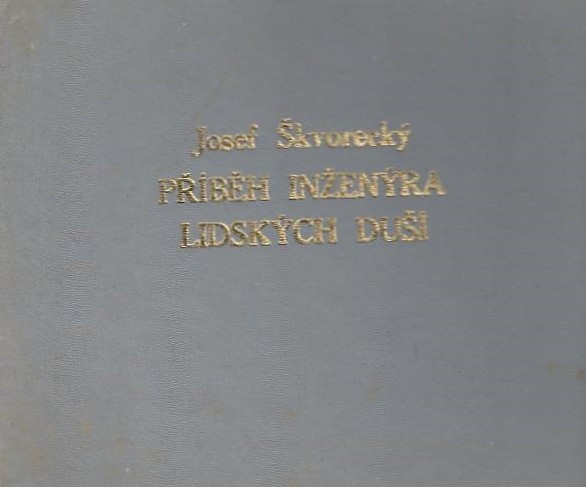 Josef Škvorecký
PŘÍBĚH INŽENÝRA
LIDSKÝCH DUŠÍ